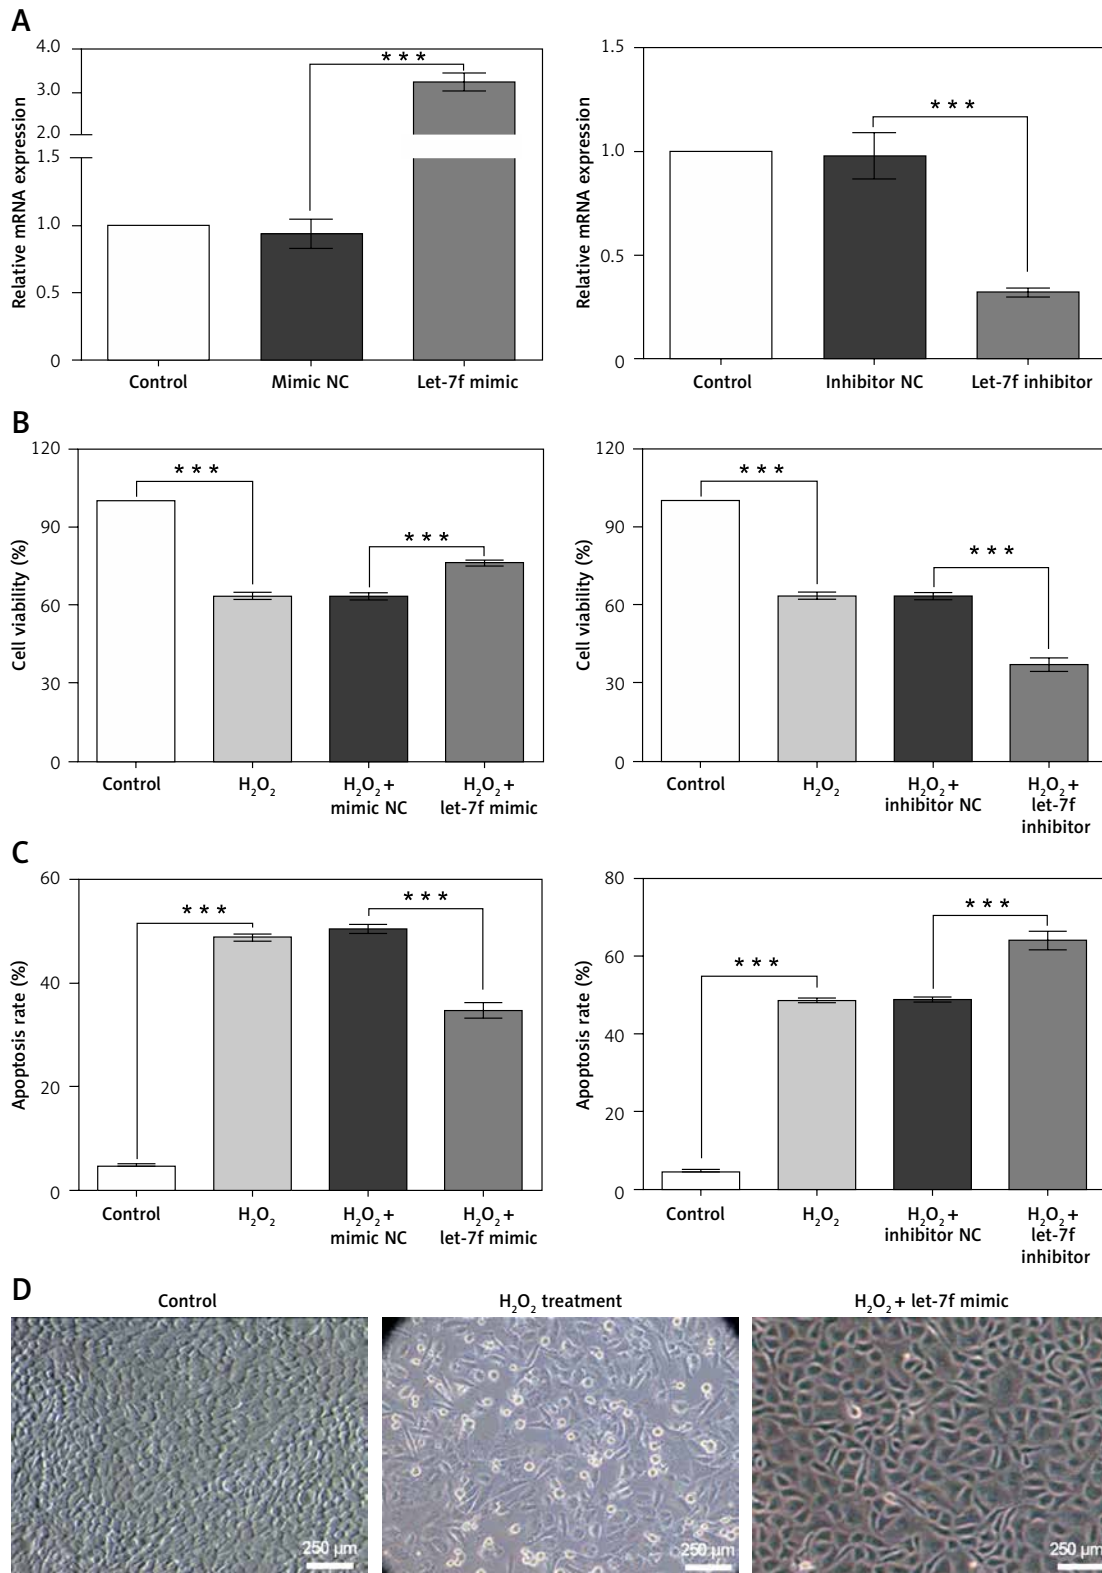 A
Relative mRNA expression
4.0
3.0
2.0
1.5
1.0
0.5
0
***
Control
Mimic NC
Let-7f mimic
Relative mRNA expression
1.5
1.0
0.5
0
***
Control
Inhibitor NC
Let-7f inhibitor
B
Cell viability (%)
120
90
60
30
0
***
***
Control
H₂O₂
H₂O₂ +
mimic NC
H₂O₂ +
let-7f mimic
Cell viability (%)
120
90
60
30
0
***
***
Control
H₂O₂
H₂O₂ +
inhibitor NC
H₂O₂ +
let-7f
inhibitor
C
Apoptosis rate (%)
60
40
20
0
***
***
Control
H₂O₂
H₂O₂ +
mimic NC
H₂O₂ +
let-7f mimic
Apoptosis rate (%)
80
60
40
20
0
***
***
Control
H₂O₂
H₂O₂ +
inhibitor NC
H₂O₂ +
let-7f
inhibitor
D
Control
H₂O₂ treatment
H₂O₂ + let-7f mimic
250 µm
250 µm
250 µm